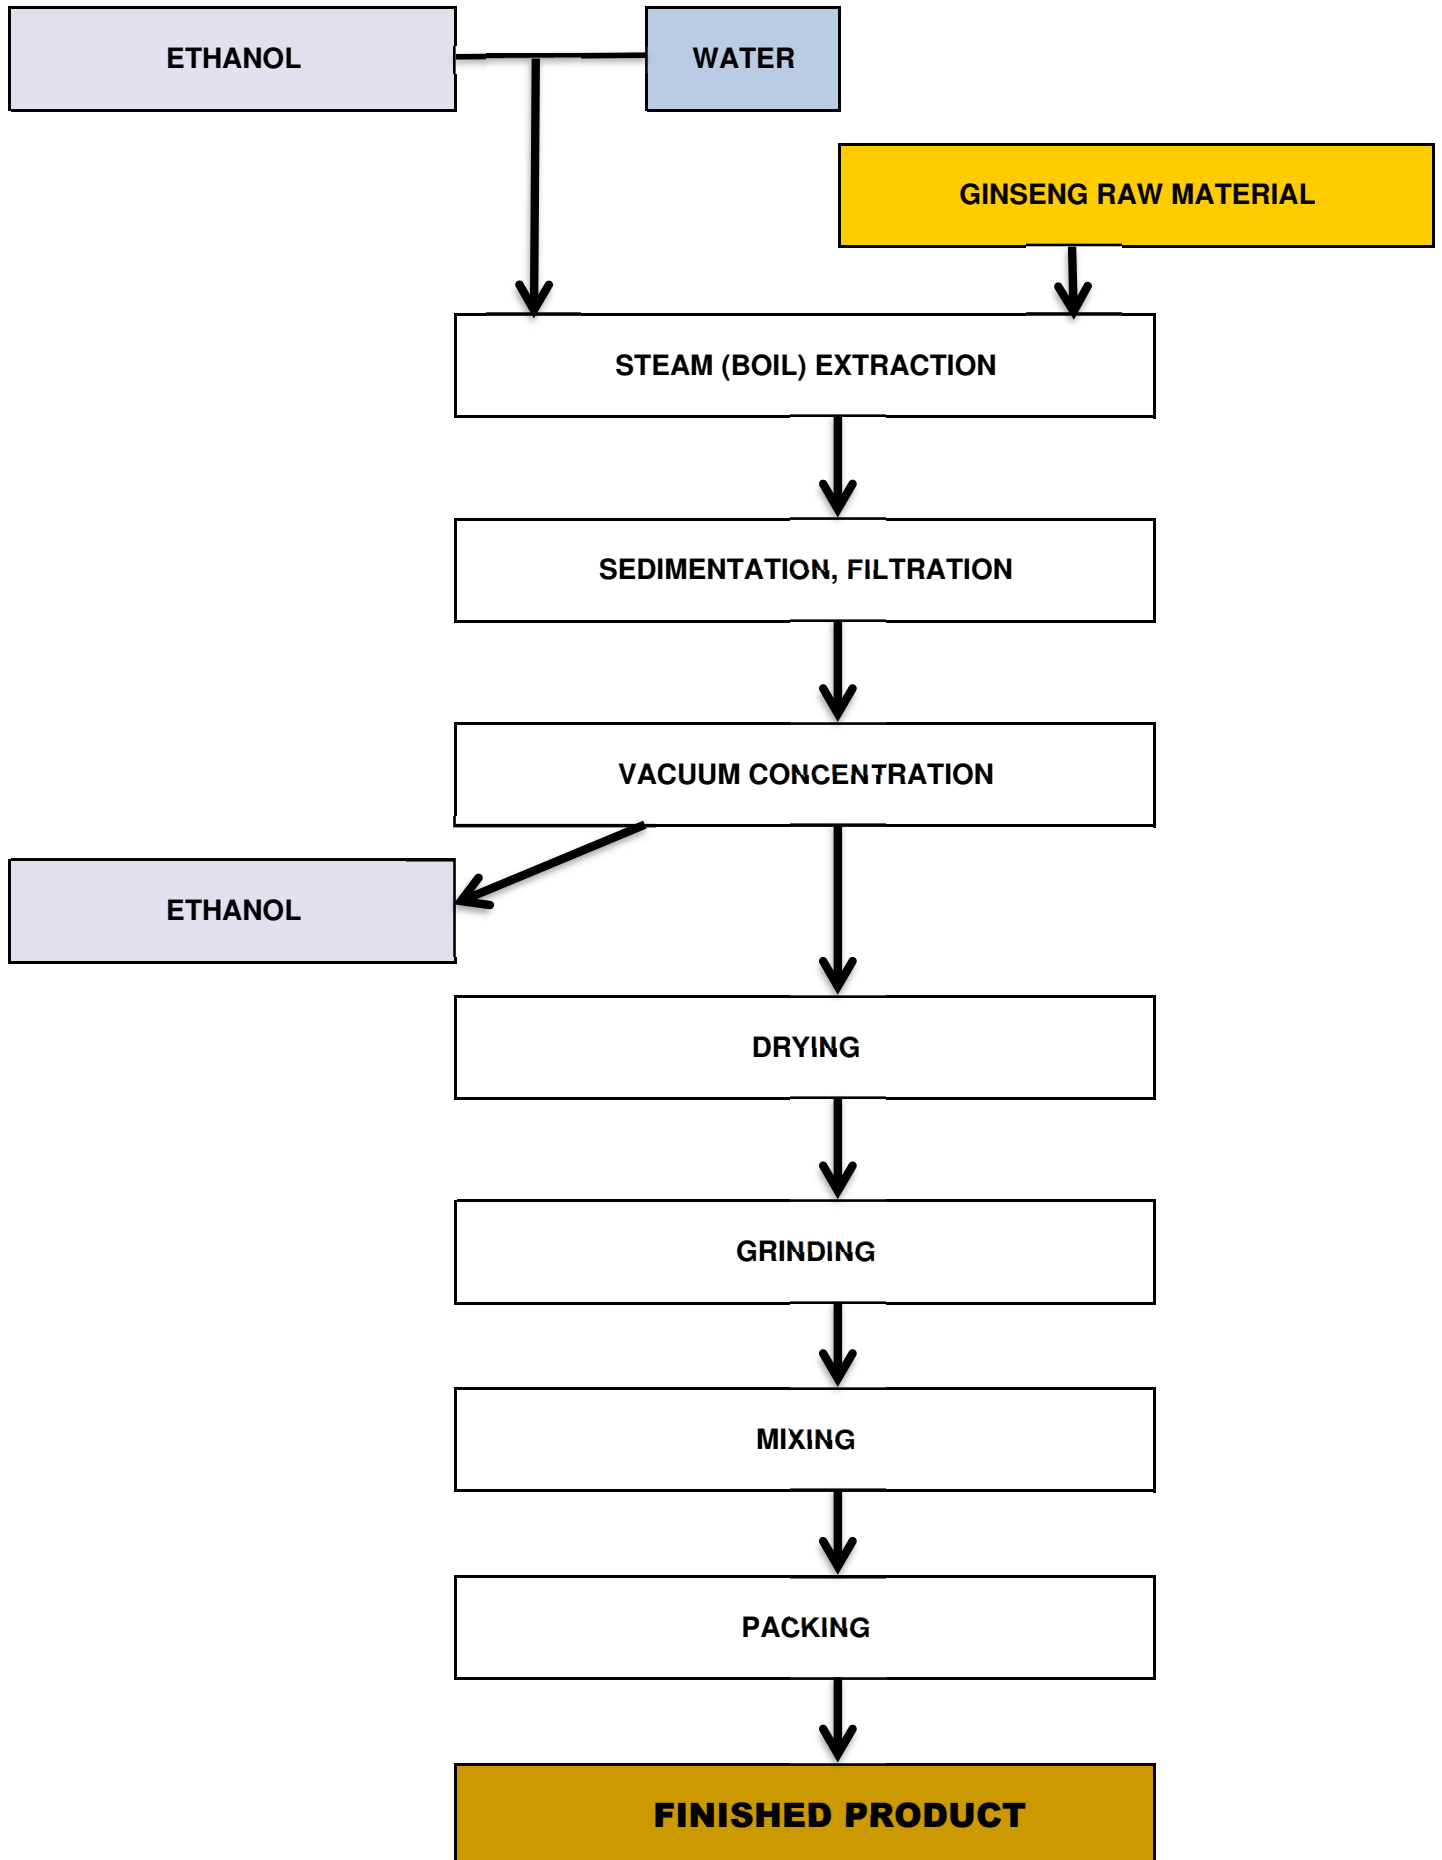 ETHANOL
WATER
GINSENG RAW MATERIAL
STEAM (BOIL) EXTRACTION
SEDIMENTATION, FILTRATION
VACUUM CONCENTRATION
ETHANOL
DRYING
GRINDING
MIXING
PACKING
FINISHED PRODUCT